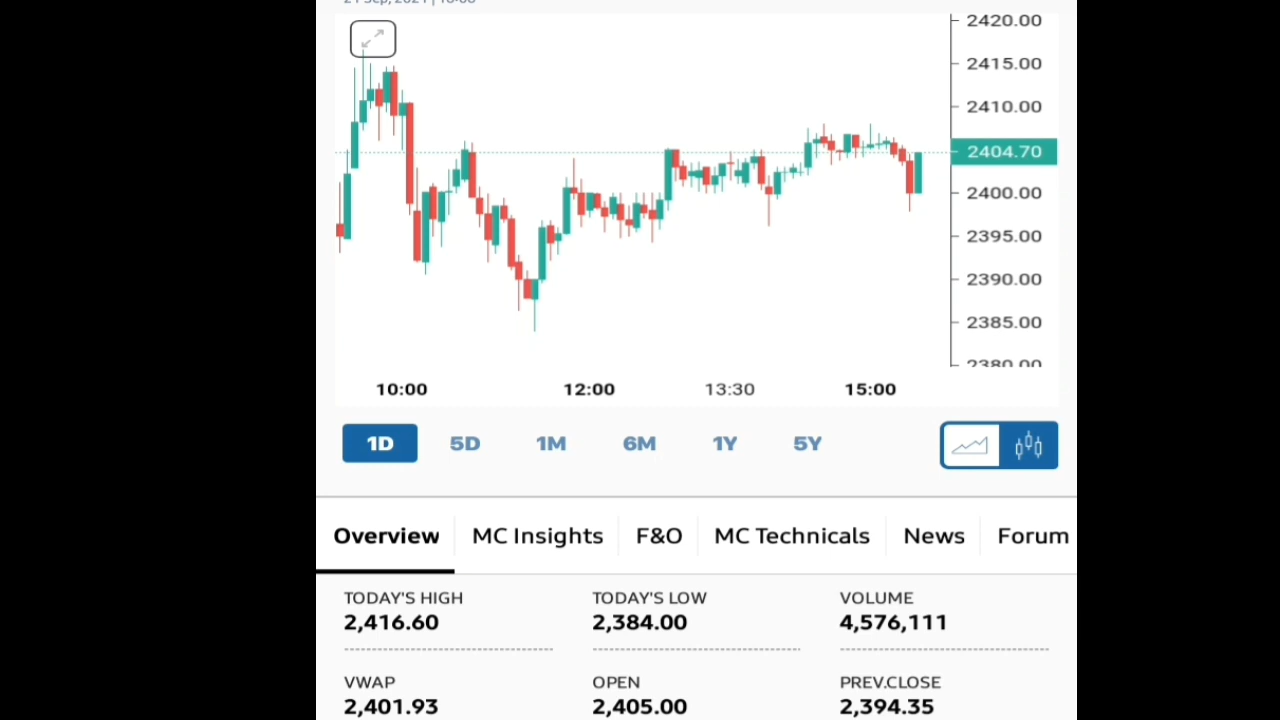 2420.00
2415.00
2410.00
2404.70
2400.00
2395.00
2390.00
2385.00
2380.00
10:00 12:00 13:30 15:00
1D 5D 1M 6M 1Y 5Y
Overview MC Insights F&O MC Technicals News Forum
TODAY'S HIGH TODAY'S LOW VOLUME
2,416.60 2,384.00 4,576,111
VWAP OPEN PREV.CLOSE
2,401.93 2,405.00 2,394.35